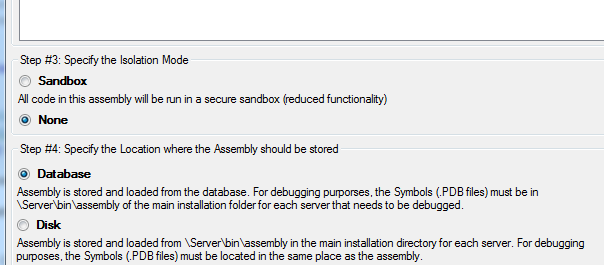 Step #3: Specify the Isolation Mode
Sandbox
All code in this assembly will be run in a secure sandbox (reduced functionality)
None
Step #4: Specify the Location where the Assembly should be stored
Database
Assembly is stored and loaded from the database. For debugging purporses, the Symbols (.PDB files) must be in
\Server\bin\assembly of the main installation folder for each server that needs to be debugged.
Disk
Assembly is stored and loaded from \Server\bin\assembly in the main installation directory for each server. For debugging
purposes, the Symbols (.PDB files) must be located in the same place as the assembly.